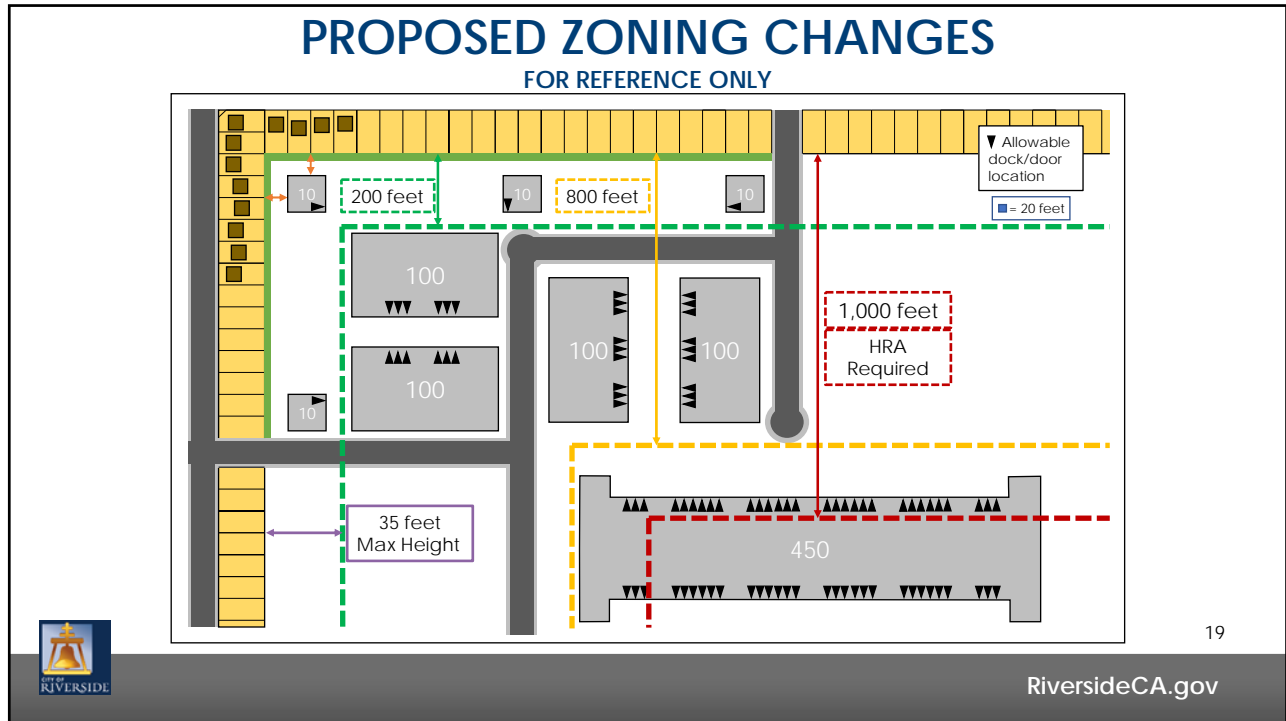 PROPOSED ZONING CHANGES
FOR REFERENCE ONLY
Allowable
dock/door
location
= 20 feet
10
200 feet
10
800 feet
10
100
100
10
100
100
1,000 feet
HRA
Required
35 feet
Max Height
450
19
CITY OF
RIVERSIDE
RiversideCA.gov